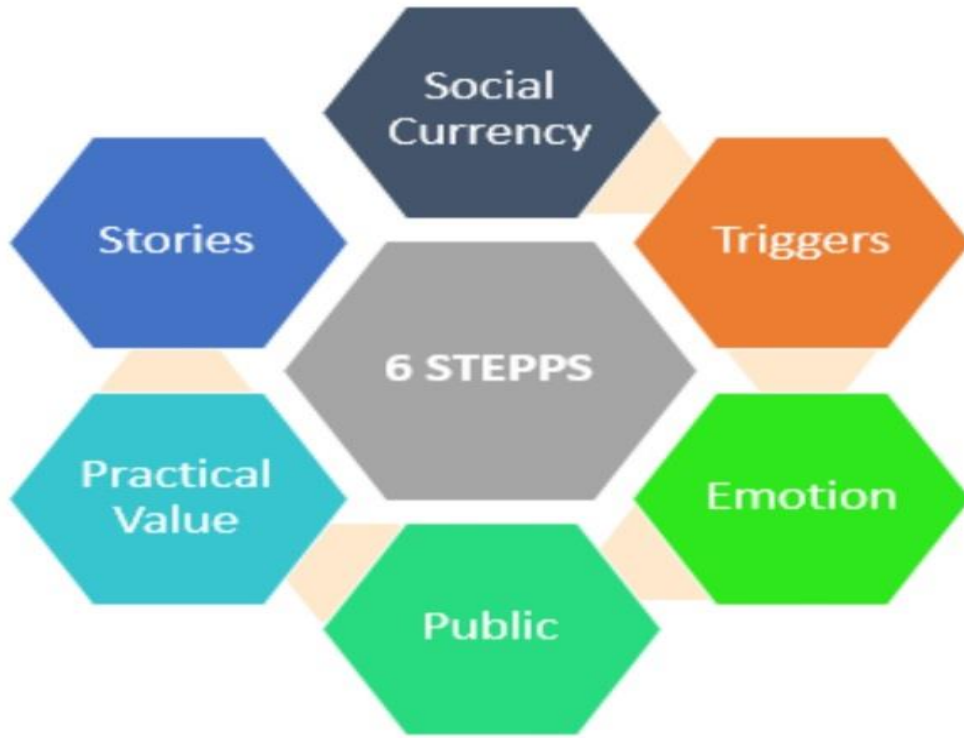 Social
Currency
Triggers
Emotion
Public
Practical
Value
Stories
6 STEPPS